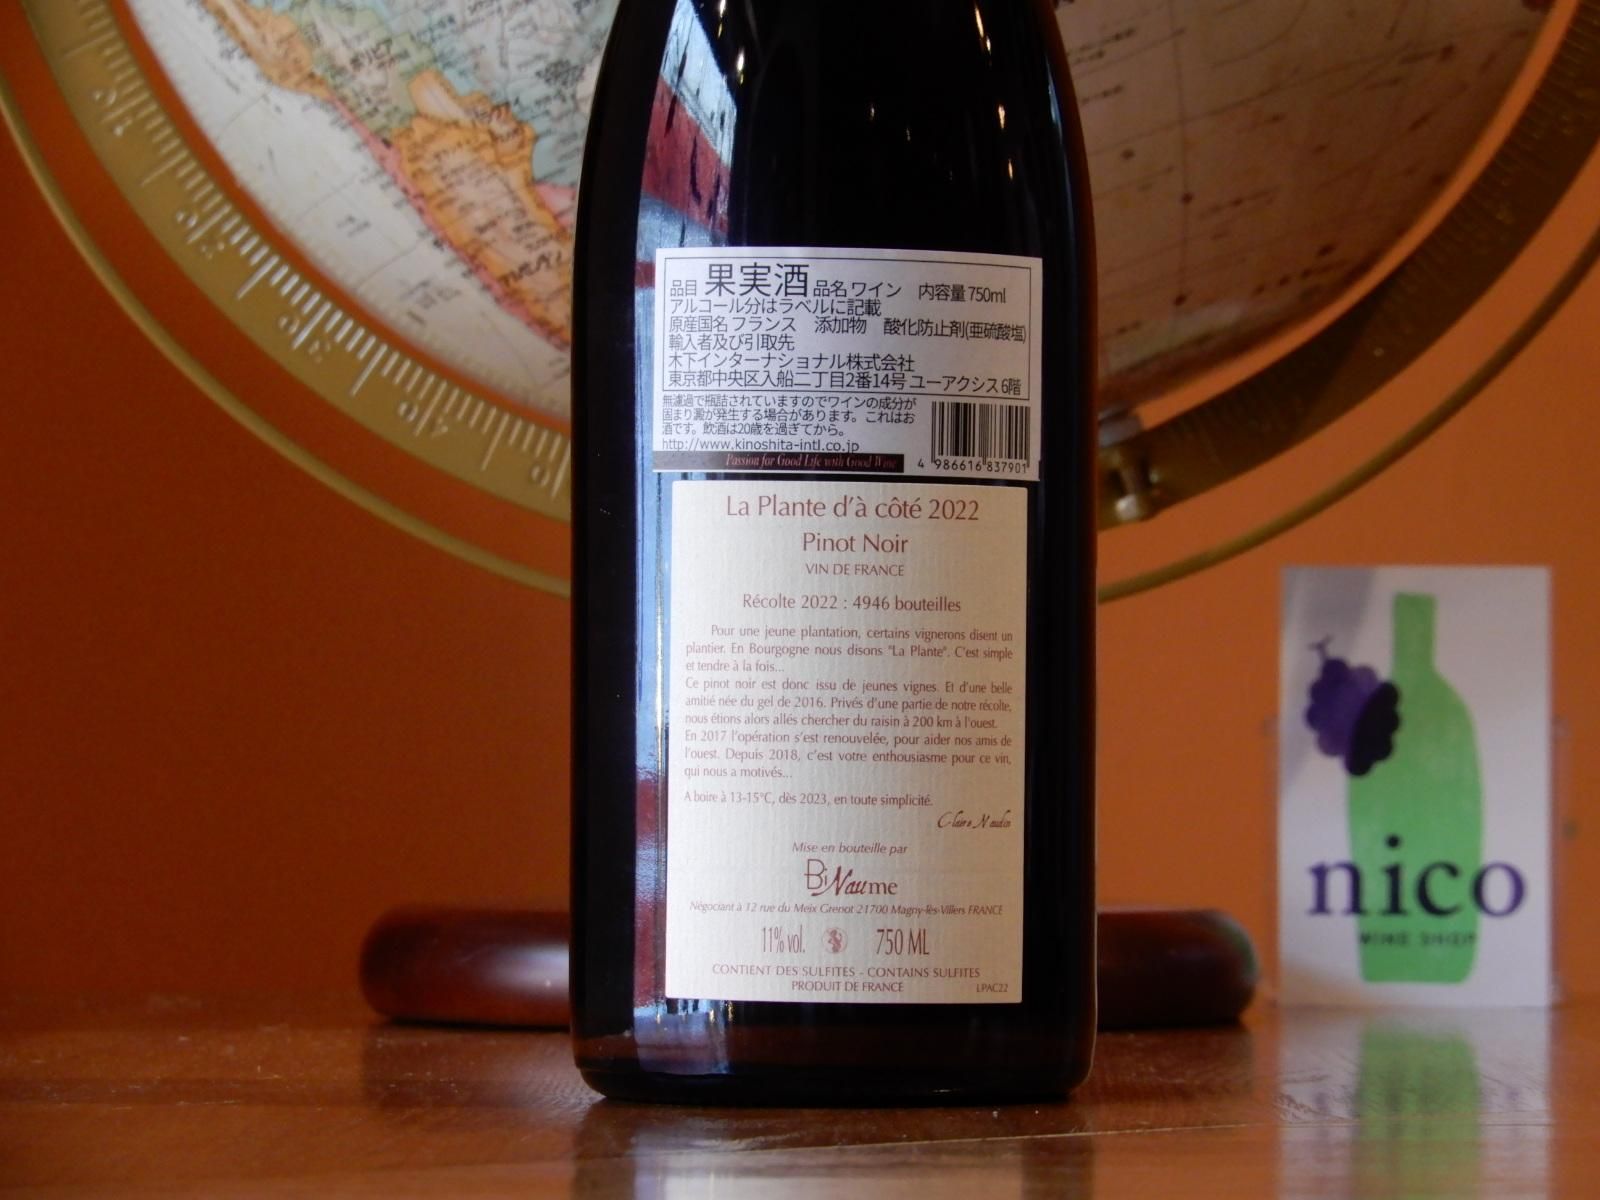 品目 果実酒 品名 ワイン 内容量 750ml
アルコール分はラベルに記載
原産国名 フランス 添加物 酸化防止剤(亜硫酸塩)
輸入者及び引取先
木下インターナショナル株式会社
東京都中央区入船二丁目2番14号 ユーアクシス 6階
無濾過で瓶詰されていますのでワインの成分が
固まり澱が発生する場合があります。これはお
酒です。飲酒は20歳を過ぎてから。
http://www.kinoshita-intl.co.jp
Passion for Good Life with Good Wine
4 986616 837901
La Plante d'à côté 2022
Pinot Noir
VIN DE FRANCE
Récolte 2022 : 4946 bouteilles
Pour une jeune plantation, certains vignerons disent un
plantier. En Bourgogne nous disons "La Plante". C'est simple
et tendre à la fois...
Ce pinot noir est donc issu de jeunes vignes. Et d'une belle
amitié née du gel de 2016. Privés d'une partie de notre récolte,
nous étions alors allés chercher du raisin à 200 km à l'ouest.
En 2017 l'opération s'est renouvelée, pour aider nos amis de
l'ouest. Depuis 2018, c'est votre enthousiasme pour ce vin,
qui nous a motivés...
A boire à 13-15°C, dès 2023, en toute simplicité.
Claire Naudin
Mise en bouteille par
BiNaume
Négociant à 12 rue du Meix Grenot 21700 Magny-lès-Villers FRANCE
11% vol. 750 ML
CONTIENT DES SULFITES - CONTAINS SULFITES
PRODUIT DE FRANCE LPAC22
nico
WINE SHOP